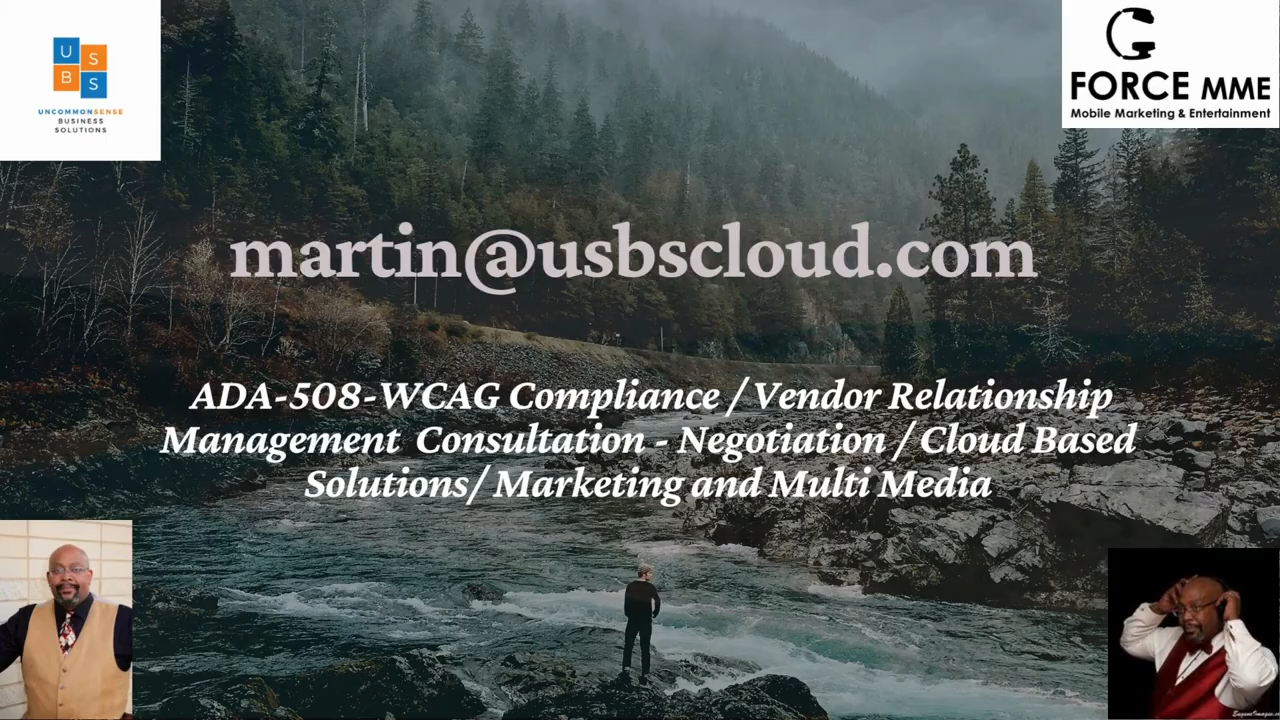 U S
B S
UNCOMMONSENSE
BUSINESS
SOLUTIONS
G
FORCE MME
Mobile Marketing & Entertainment
martin@usbscloud.com
ADA-508-WCAG Compliance / Vendor Relationship
Management Consultation - Negotiation / Cloud Based
Solutions/ Marketing and Multi Media